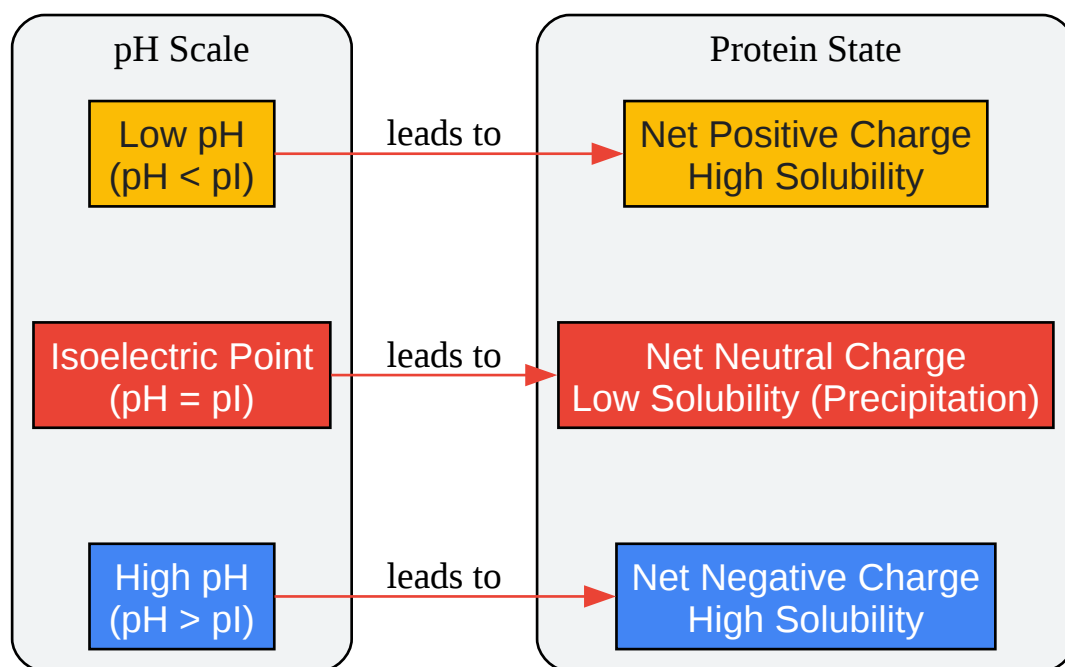 pH Scale
Protein State
Low pH
(pH < pI)
leads to
Net Positive Charge
High Solubility
Isoelectric Point
(pH = pI)
leads to
Net Neutral Charge
Low Solubility (Precipitation)
High pH
(pH > pI)
leads to
Net Negative Charge
High Solubility